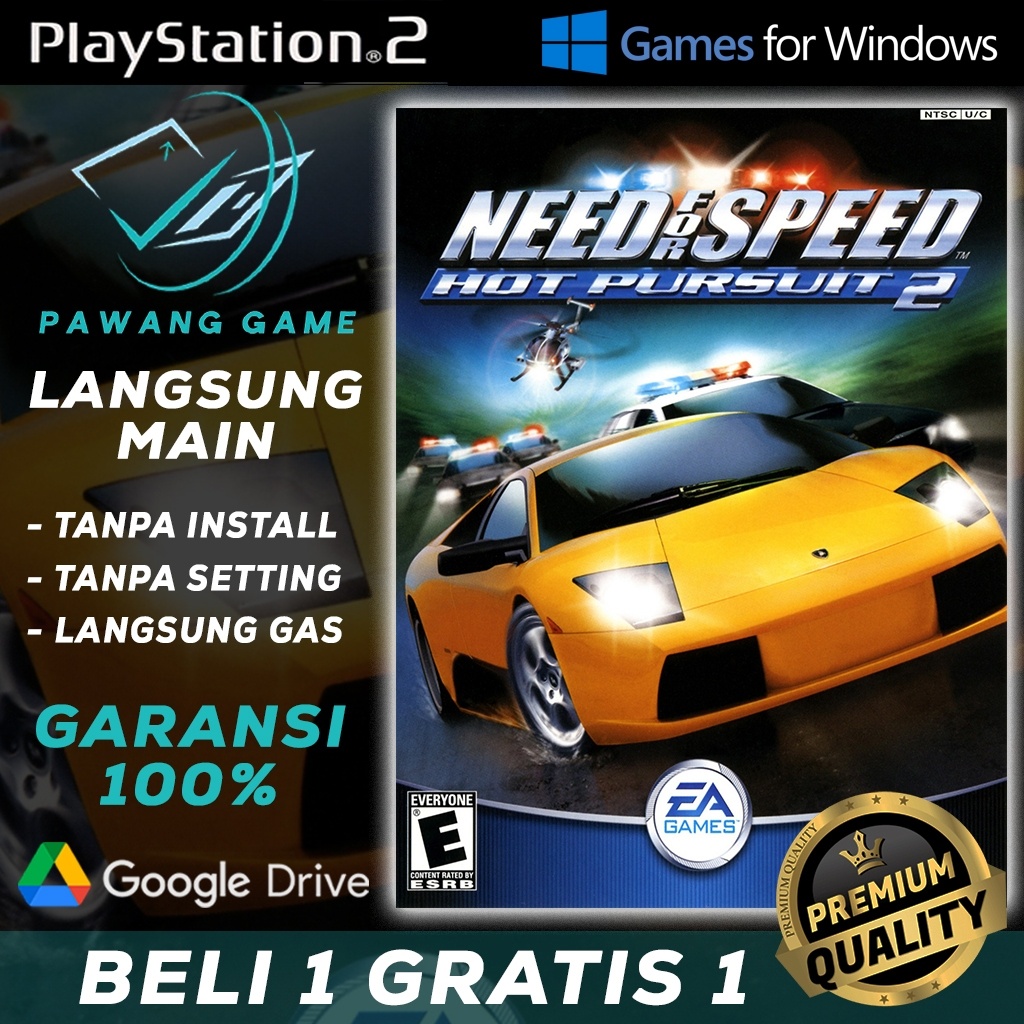 PlayStation®2
Games for Windows
PAWANG GAME
LANGSUNG
MAIN
- TANPA INSTALL
- TANPA SETTING
- LANGSUNG GAS
GARANSI
100%
Google Drive
NTSC U/C
NEED FOR SPEED™
HOT PURSUIT 2
EVERYONE
E
®
CONTENT RATED BY
ESRB
EA
GAMES™
PREMIUM QUALITY
PREMIUM
QUALITY
BELI 1 GRATIS 1